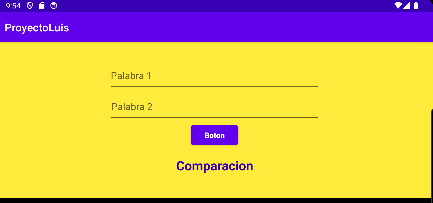 9:54
ProyectoLuis
Palabra 1
Palabra 2
Boton
Comparacion